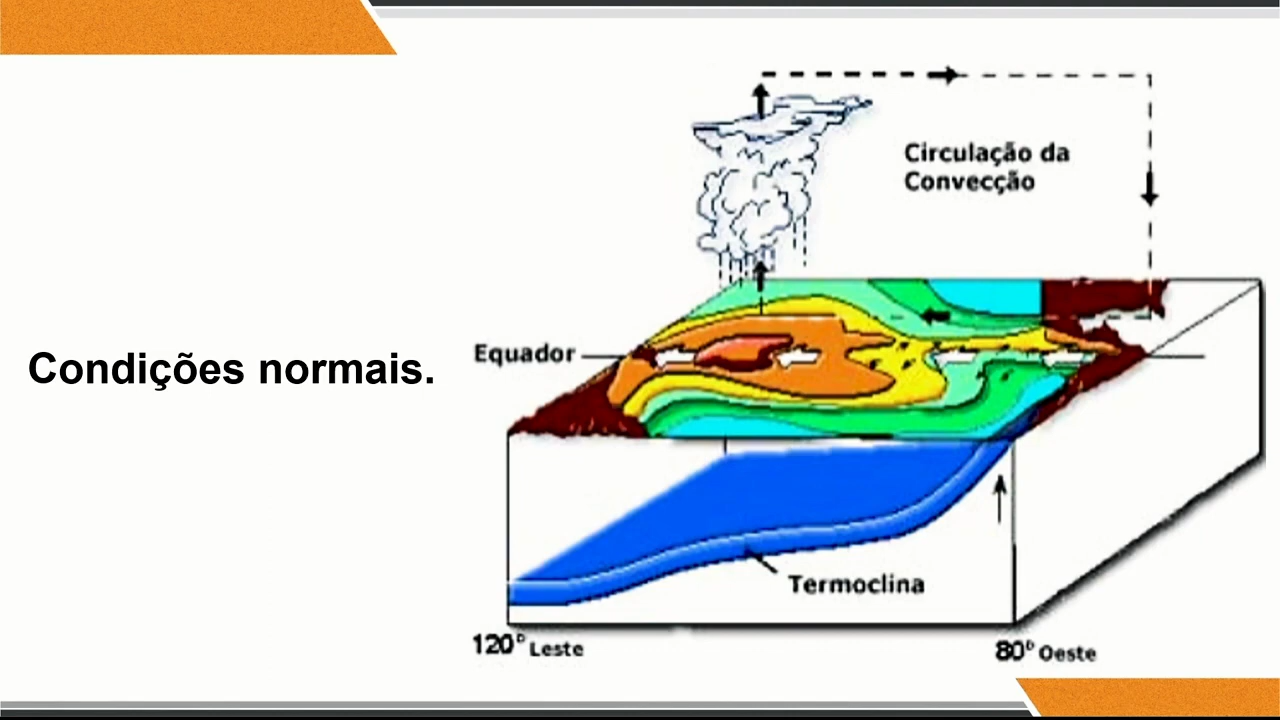 Circulação da
Convecção
Equador
Condições normais.
Termoclina
120° Leste
80° Oeste